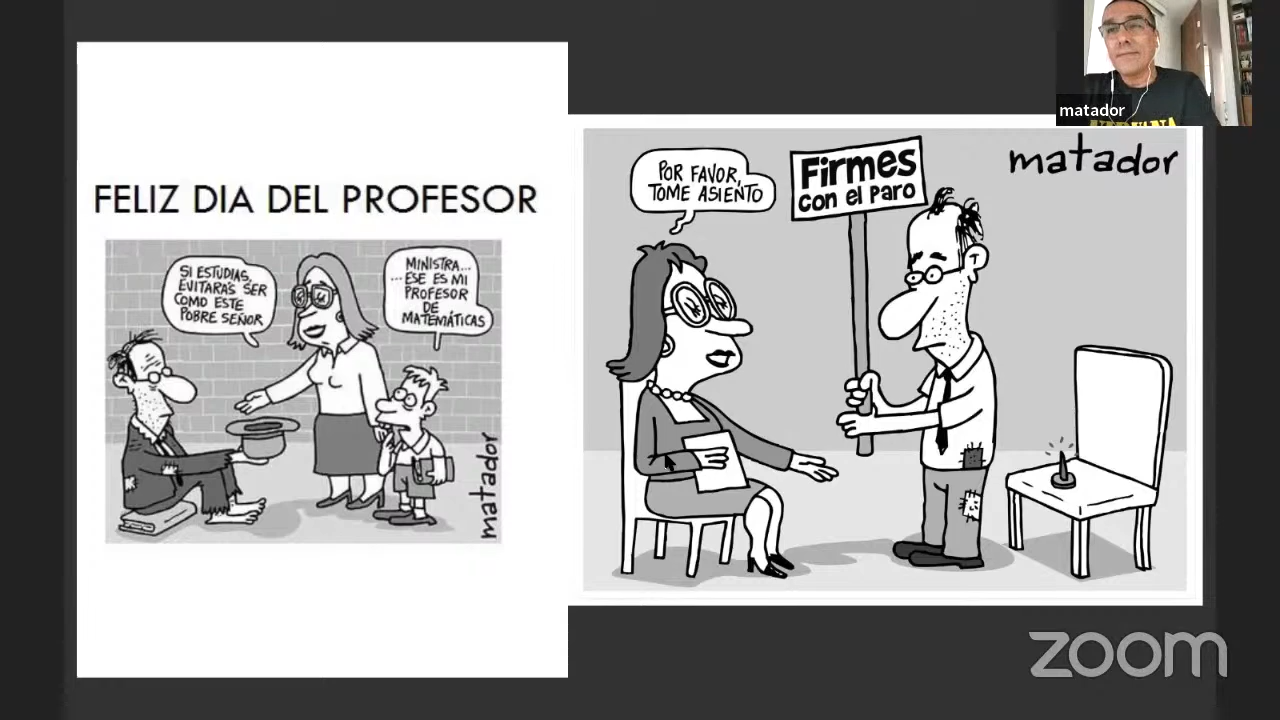 FELIZ DIA DEL PROFESOR
SI ESTUDIAS,
EVITARÁS SER
COMO ESTE
POBRE SEÑOR
MINISTRA...
...ESE ES MI
PROFESOR
DE
MATEMÁTICAS
matador
POR FAVOR,
TOME ASIENTO
Firmes
con el Paro
matador
matador
zoom